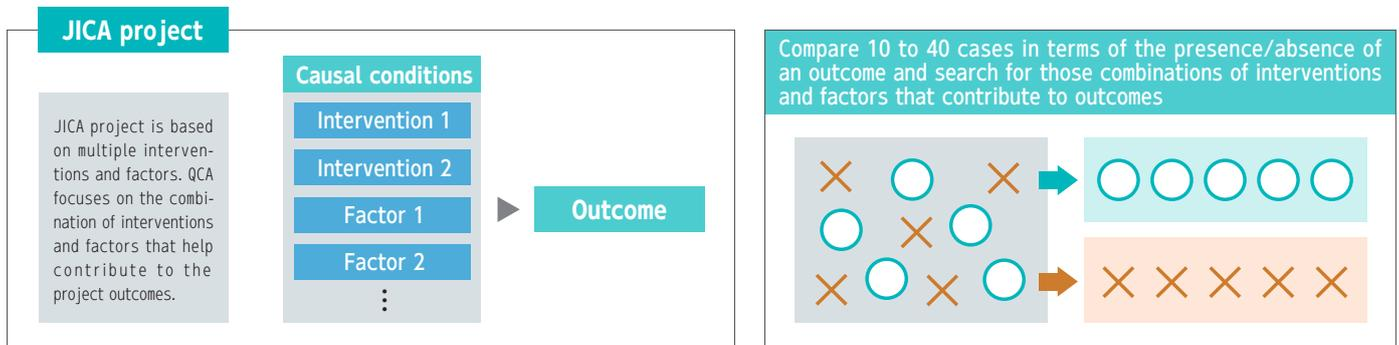 JICA project
JICA project is based
on multiple interven-
tions and factors. QCA
focuses on the combi-
nation of interventions
and factors that help
contribute to the
project outcomes.
Causal conditions
Intervention 1
Intervention 2
Factor 1
Factor 2
Outcome
Compare 10 to 40 cases in terms of the presence/absence of
an outcome and search for those combinations of interventions
and factors that contribute to outcomes